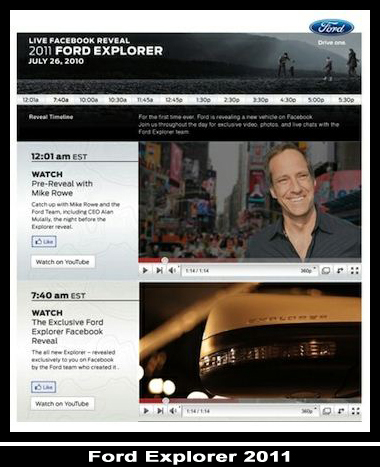 Ford
Drive one.
LIVE FACEBOOK REVEAL
2011 FORD EXPLORER
JULY 26, 2010
12:01a 7:40a 10:00a 10:30a 11:45a 12:45p 1:30p 2:30p 3:30p 4:30p 5:00p 5:30p
Reveal Timeline
For the first time ever, Ford is revealing a new vehicle on Facebook
Join us throughout the day for exclusive video, photos, and live chats with the
Ford Explorer team
12:01 am EST
WATCH
Pre-Reveal with
Mike Rowe
Catch up with Mike Rowe and the
Ford Team, including CEO Alan
Mulally, the night before the
Explorer reveal.
Like
Watch on YouTube
1:14 / 1:14
360p
7:40 am EST
WATCH
The Exclusive Ford
Explorer Facebook
Reveal
The all new Explorer – revealed
exclusively to you on Facebook
by the Ford team who created it .
Like
Watch on YouTube
EXPLORER
1:14 / 1:14
360p
Ford Explorer 2011